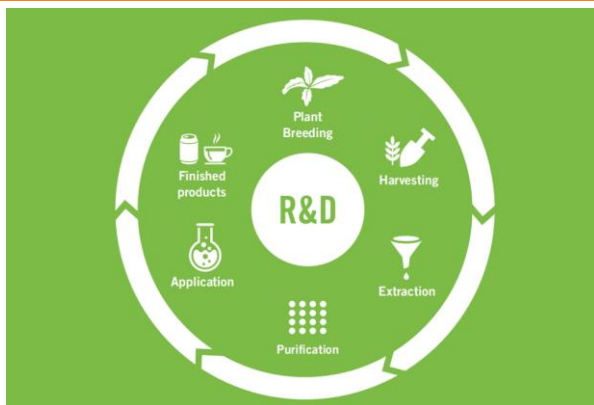 Plant
Breeding
Harvesting
Extraction
Purification
Application
Finished
products
R&D